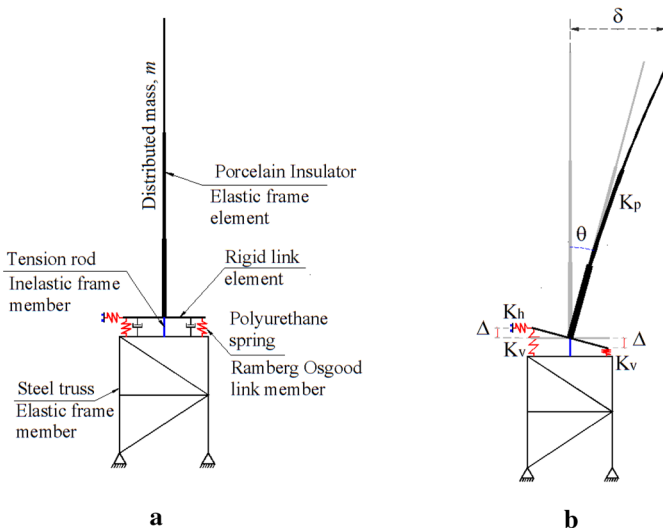 Distributed mass, m
Porcelain Insulator
Elastic frame
element
Tension rod
Inelastic frame
member
Rigid link
element
Polyurethane
spring
Ramberg Osgood
link member
Steel truss
Elastic frame
member
a
δ
Kp
θ
Kh
Δ
Δ
Kv
Kv
b